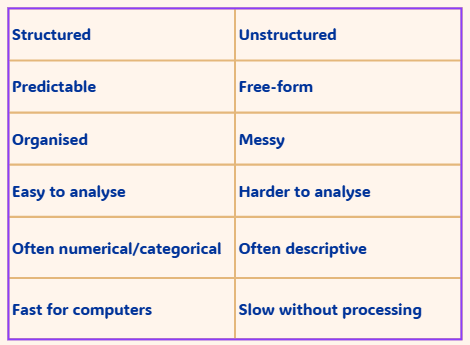 Structured
Unstructured
Predictable
Free-form
Organised
Messy
Easy to analyse
Harder to analyse
Often numerical/categorical
Often descriptive
Fast for computers
Slow without processing